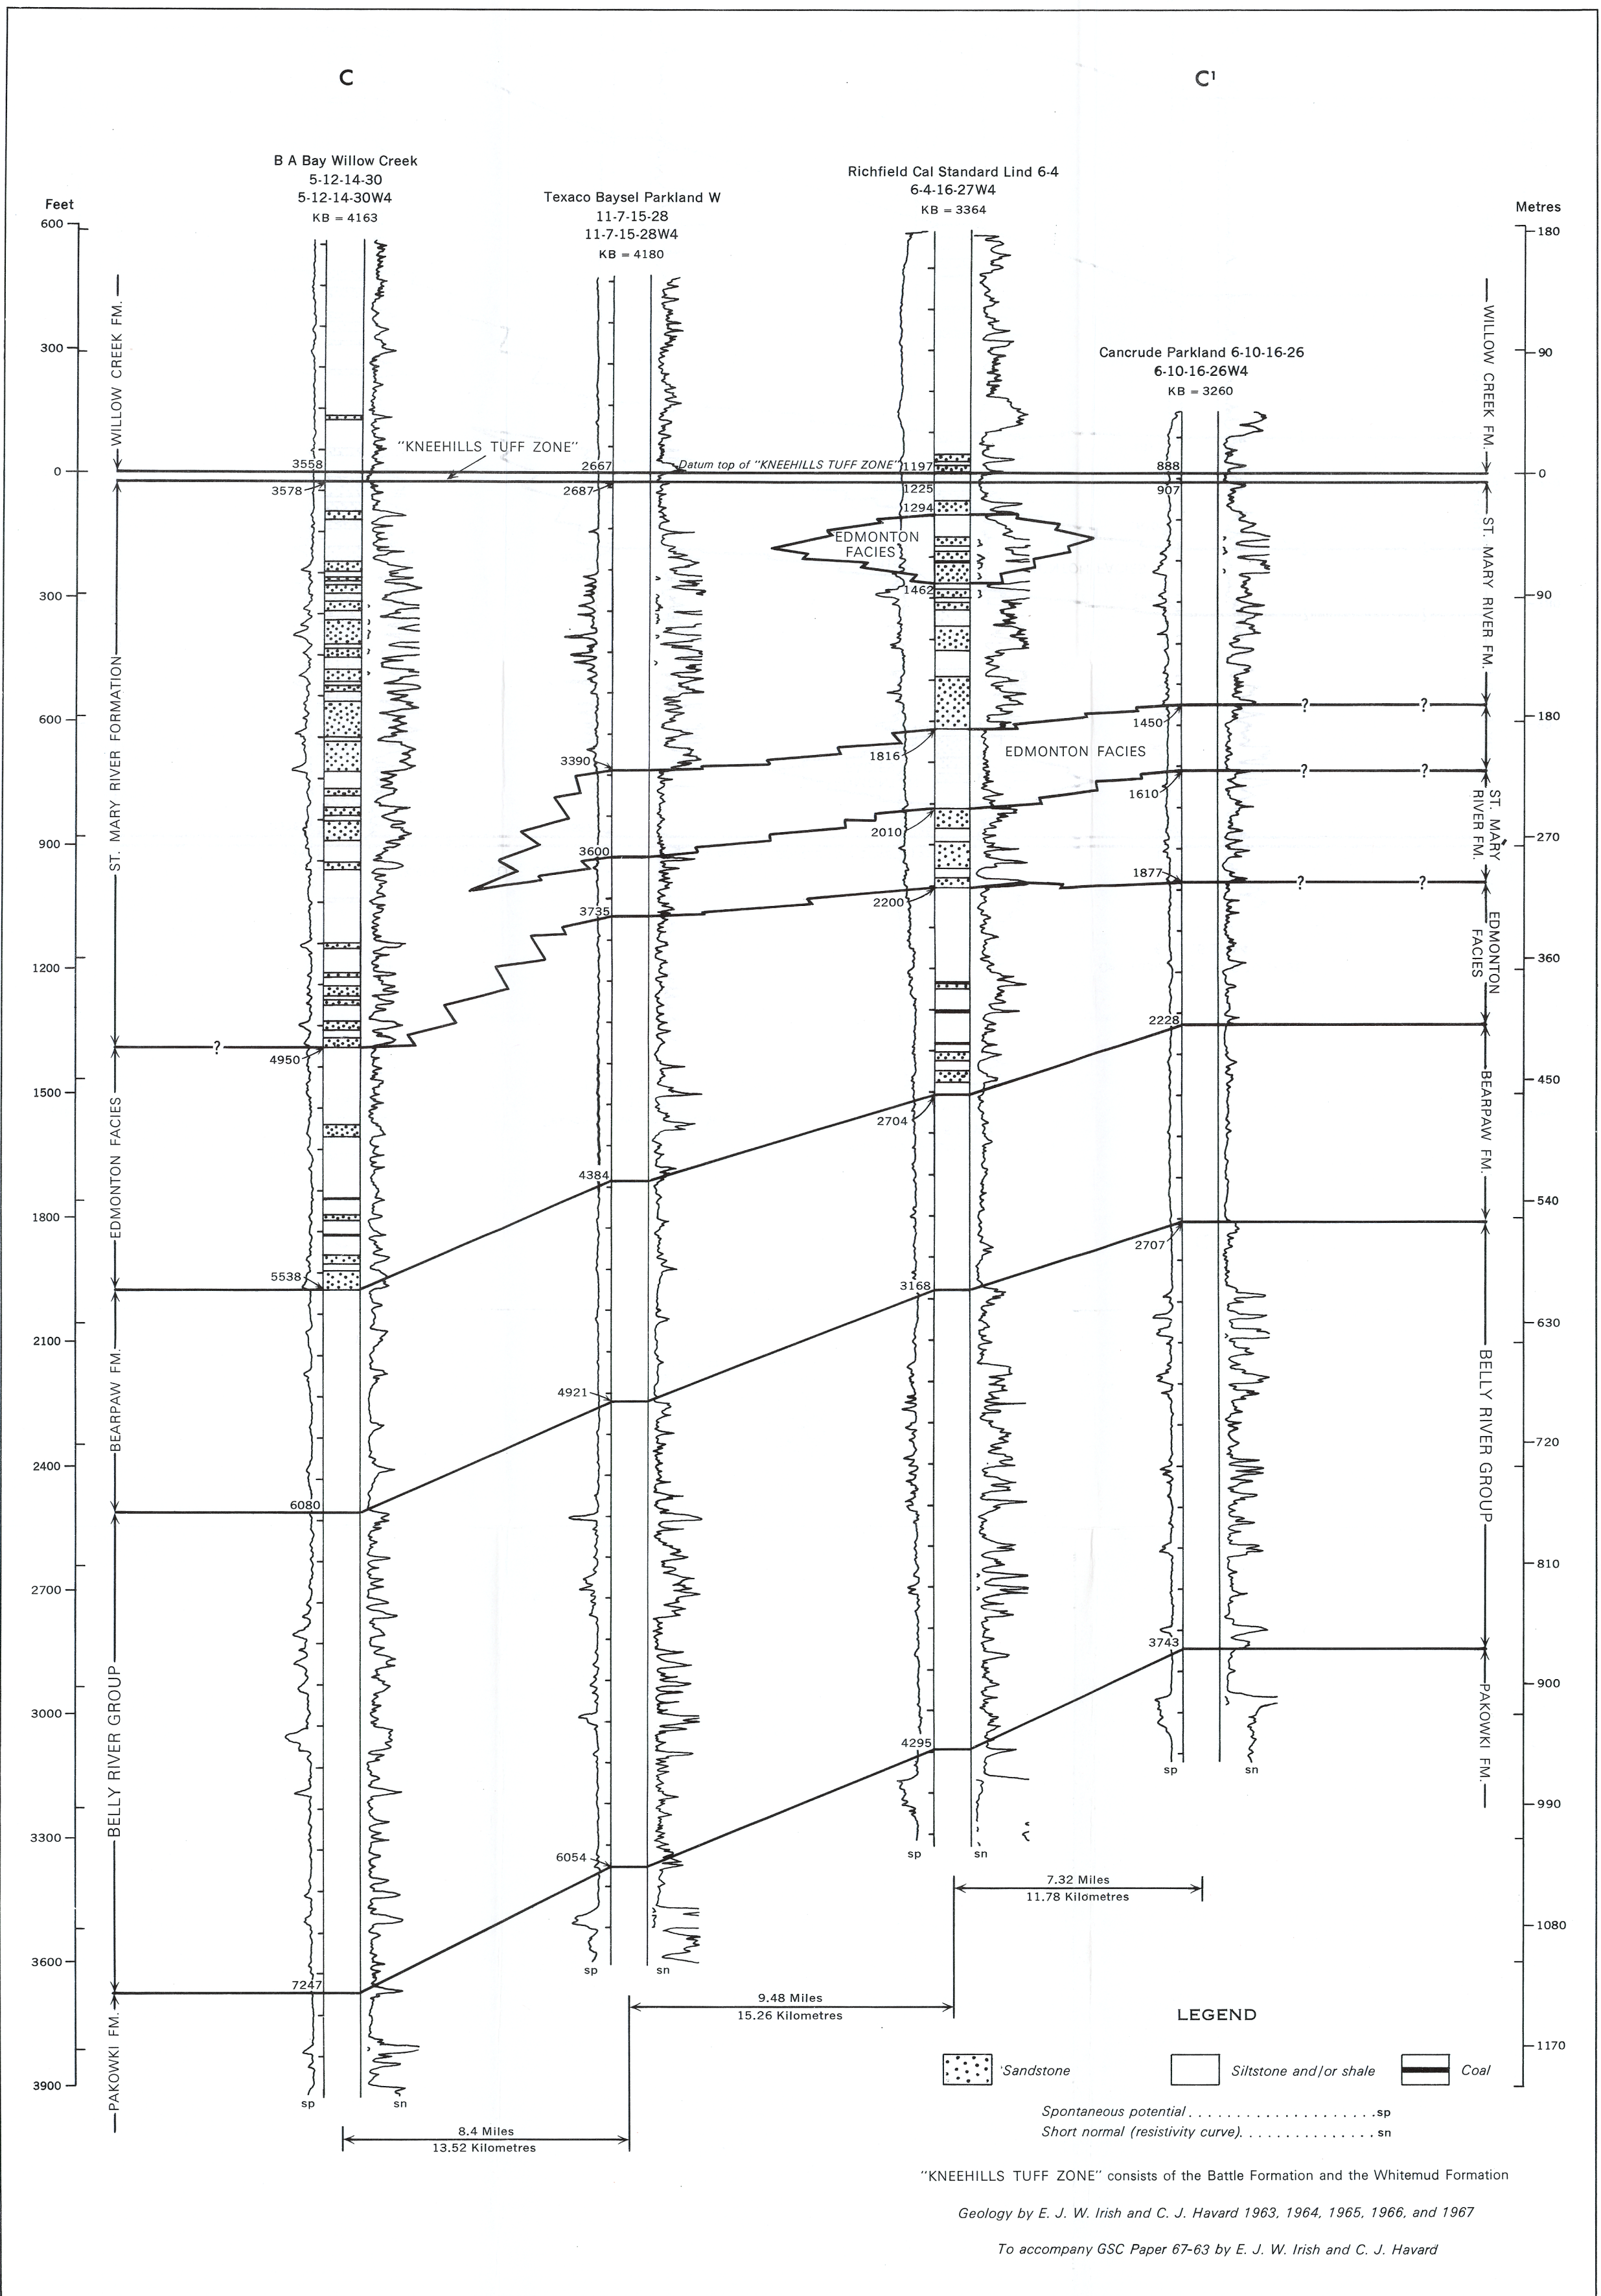 C
C¹
B A Bay Willow Creek
5-12-14-30
5-12-14-30W4
KB = 4163
Texaco Baysel Parkland W
11-7-15-28
11-7-15-28W4
KB = 4180
Richfield Cal Standard Lind 6-4
6-4-16-27W4
KB = 3364
Cancrude Parkland 6-10-16-26
6-10-16-26W4
KB = 3260
Feet
600
300
0
300
600
900
1200
1500
1800
2100
2400
2700
3000
3300
3600
3900
Metres
180
90
0
90
180
270
360
450
540
630
720
810
900
990
1080
1170
WILLOW CREEK FM.
ST. MARY RIVER FORMATION
EDMONTON FACIES
BEARPAW FM.
BELLY RIVER GROUP
PAKOWKI FM.
"KNEEHILLS TUFF ZONE"
Datum top of "KNEEHILLS TUFF ZONE"
3558
3578
?
4950
5538
6080
7247
sp
sn
2667
2687
3390
3600
3735
4384
4921
6054
sp
sn
1197
1225
1294
EDMONTON
FACIES
1462
1816
2010
2200
2704
3168
4295
sp
sn
EDMONTON FACIES
888
907
1450
1610
1877
2228
2707
3743
sp
sn
? ?
? ?
? ?
WILLOW CREEK FM.
ST. MARY RIVER FM.
ST. MARY
RIVER FM.
EDMONTON
FACIES
BEARPAW FM.
BELLY RIVER GROUP
PAKOWKI FM.
7.32 Miles
11.78 Kilometres
9.48 Miles
15.26 Kilometres
8.4 Miles
13.52 Kilometres
LEGEND
Sandstone
Siltstone and/or shale
Coal
Spontaneous potential . . . . . . . . . . . . . . . . . . . .sp
Short normal (resistivity curve). . . . . . . . . . . . . . .sn
"KNEEHILLS TUFF ZONE" consists of the Battle Formation and the Whitemud Formation
Geology by E. J. W. Irish and C. J. Havard 1963, 1964, 1965, 1966, and 1967
To accompany GSC Paper 67-63 by E. J. W. Irish and C. J. Havard